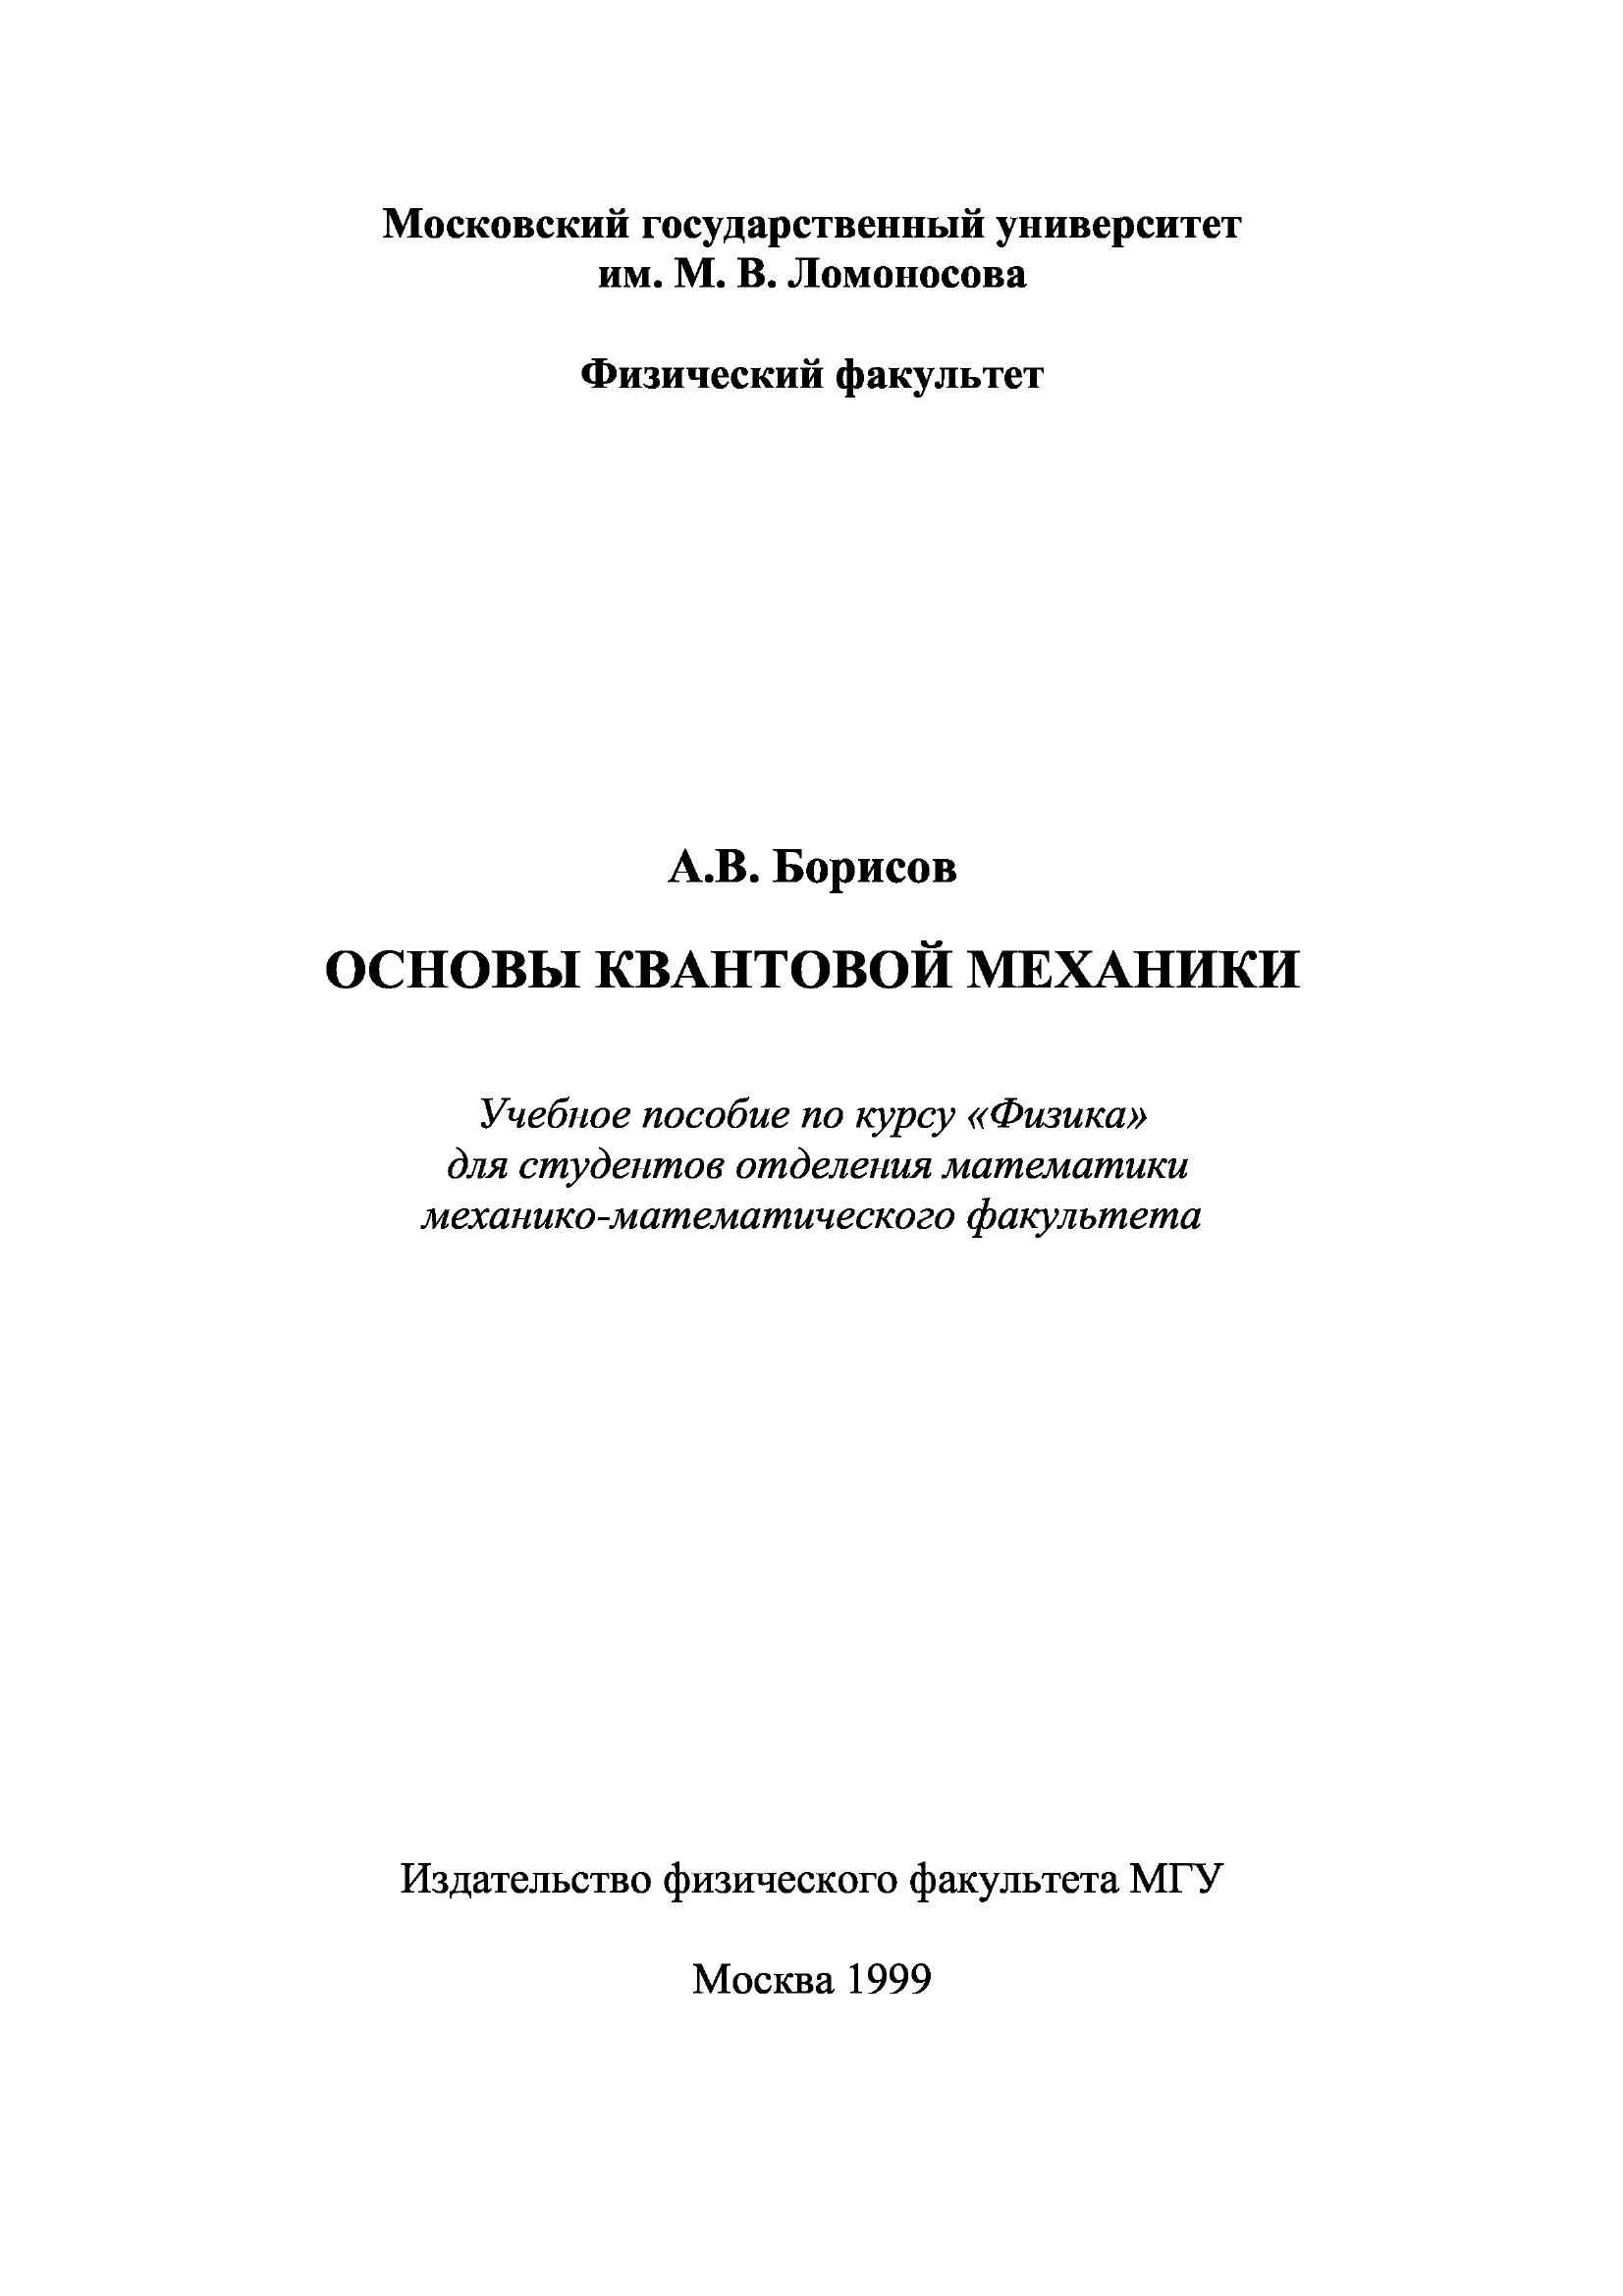 Московский государственный университет
им. М. В. Ломоносова
Физический факультет
А.В. Борисов
ОСНОВЫ КВАНТОВОЙ МЕХАНИКИ
Учебное пособие по курсу «Физика»
для студентов отделения математики
механико-математического факультета
Издательство физического факультета МГУ
Москва 1999